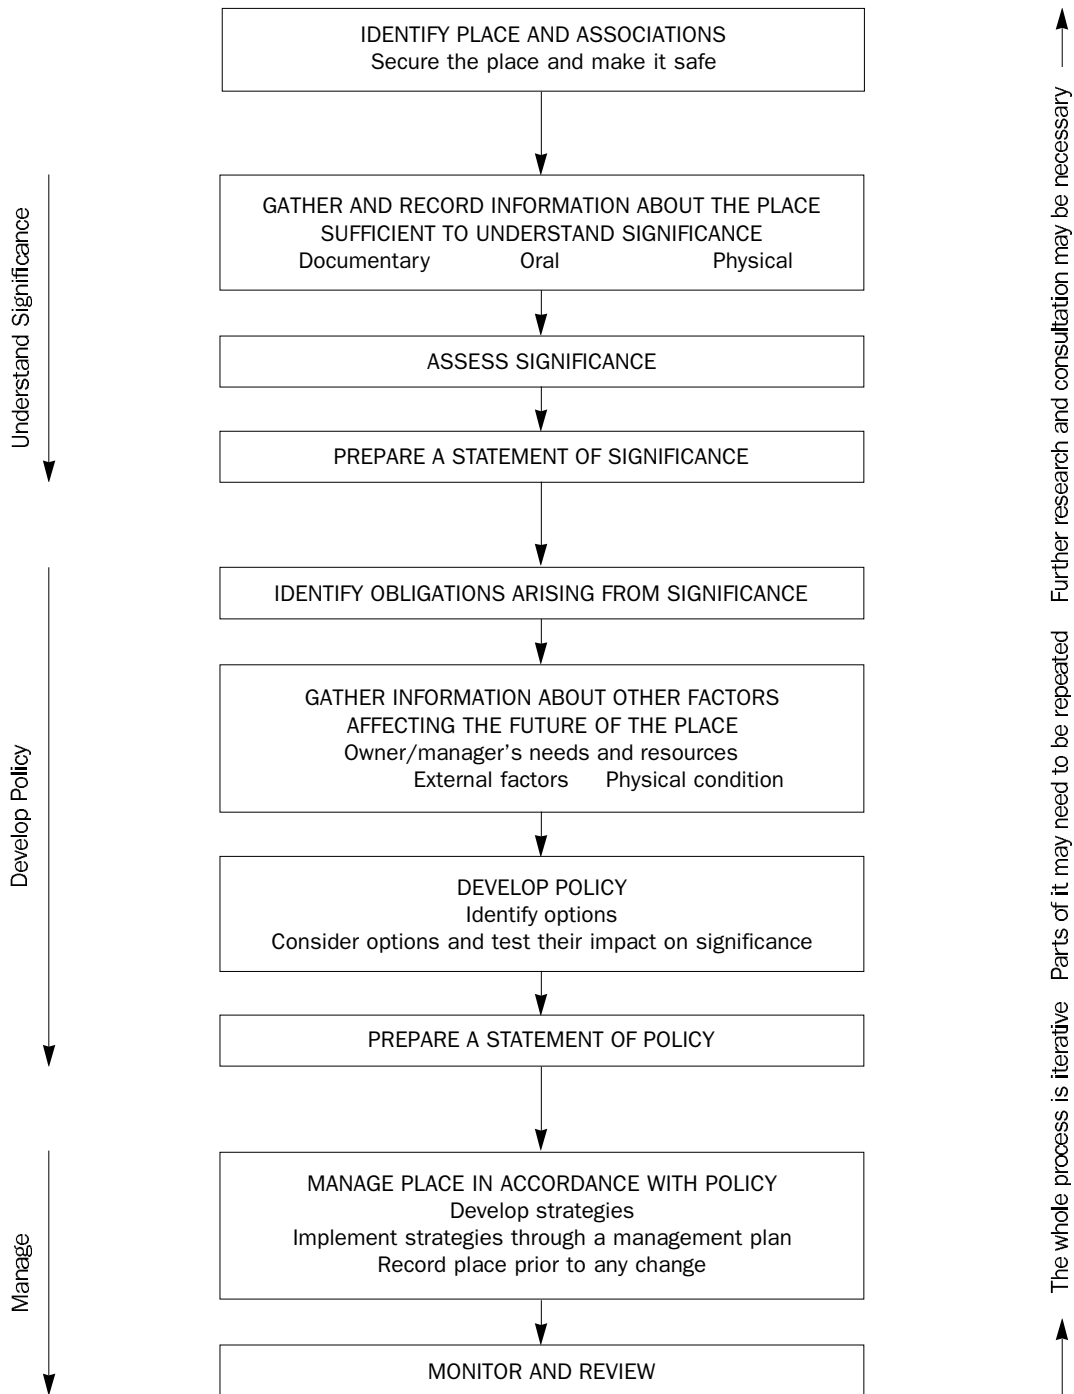 IDENTIFY PLACE AND ASSOCIATIONS
Secure the place and make it safe
Understand Significance
GATHER AND RECORD INFORMATION ABOUT THE PLACE
SUFFICIENT TO UNDERSTAND SIGNIFICANCE
Documentary Oral Physical
ASSESS SIGNIFICANCE
PREPARE A STATEMENT OF SIGNIFICANCE
Develop Policy
IDENTIFY OBLIGATIONS ARISING FROM SIGNIFICANCE
GATHER INFORMATION ABOUT OTHER FACTORS
AFFECTING THE FUTURE OF THE PLACE
Owner/manager’s needs and resources
External factors Physical condition
DEVELOP POLICY
Identify options
Consider options and test their impact on significance
PREPARE A STATEMENT OF POLICY
Manage
MANAGE PLACE IN ACCORDANCE WITH POLICY
Develop strategies
Implement strategies through a management plan
Record place prior to any change
MONITOR AND REVIEW
The whole process is iterative Parts of it may need to be repeated Further research and consultation may be necessary